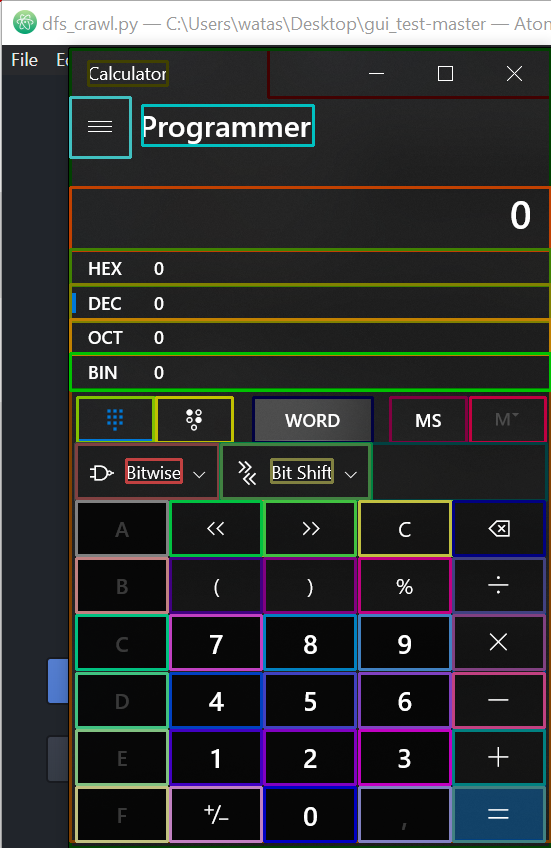 dfs_crawl.py — C:\Users\watas\Desktop\gui_test-master — Atom
File
Calculator
Programmer
0
HEX 0
DEC 0
OCT 0
BIN 0
WORD MS M
Bitwise Bit Shift
A << >> C
B ( ) % ÷
C 7 8 9 ×
D 4 5 6 −
E 1 2 3 +
F +/− 0 , =